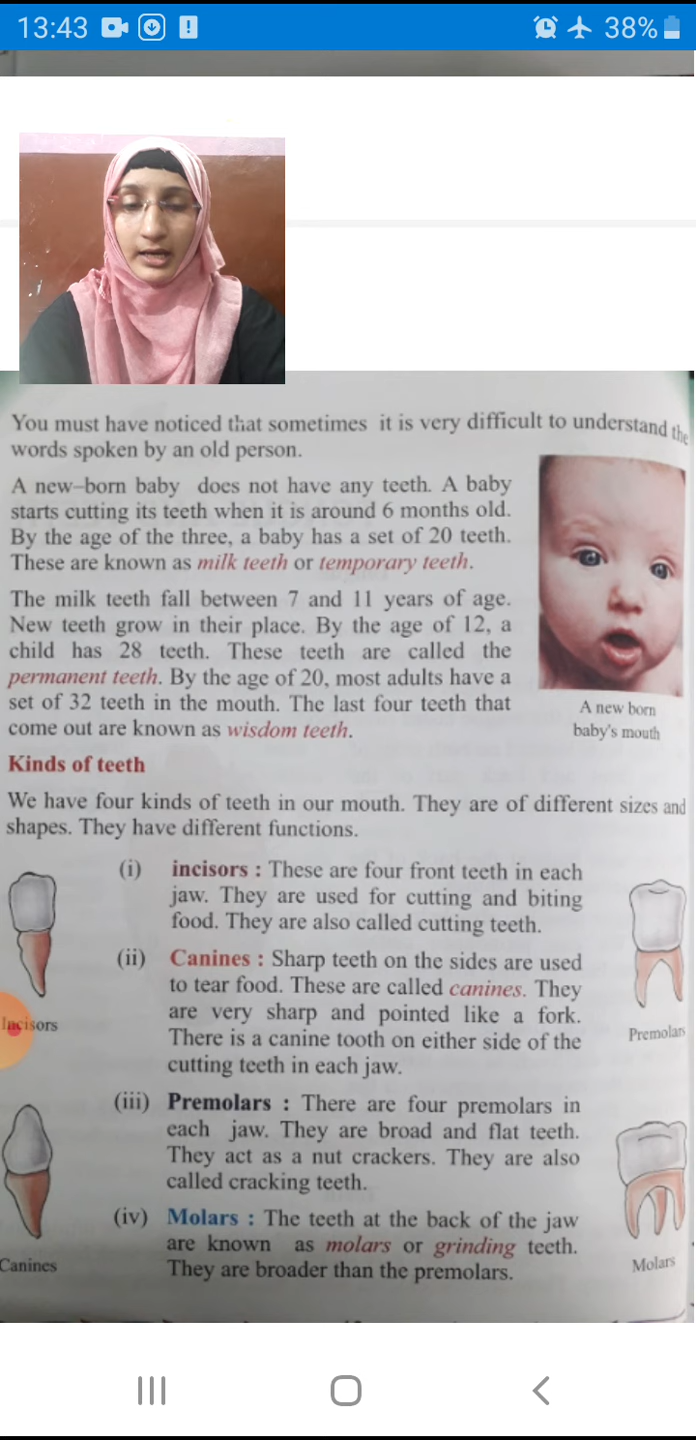 13:43
38%
You must have noticed that sometimes it is very difficult to understand the
words spoken by an old person.
A new-born baby does not have any teeth. A baby
starts cutting its teeth when it is around 6 months old.
By the age of the three, a baby has a set of 20 teeth.
These are known as milk teeth or temporary teeth.
The milk teeth fall between 7 and 11 years of age.
New teeth grow in their place. By the age of 12, a
child has 28 teeth. These teeth are called the
permanent teeth. By the age of 20, most adults have a
set of 32 teeth in the mouth. The last four teeth that
come out are known as wisdom teeth.
A new born
baby's mouth
Kinds of teeth
We have four kinds of teeth in our mouth. They are of different sizes and
shapes. They have different functions.
(i) incisors : These are four front teeth in each
jaw. They are used for cutting and biting
food. They are also called cutting teeth.
Incisors
(ii) Canines : Sharp teeth on the sides are used
to tear food. These are called canines. They
are very sharp and pointed like a fork.
There is a canine tooth on either side of the
cutting teeth in each jaw.
Premolars
(iii) Premolars : There are four premolars in
each jaw. They are broad and flat teeth.
They act as a nut crackers. They are also
called cracking teeth.
(iv) Molars : The teeth at the back of the jaw
are known as molars or grinding teeth.
They are broader than the premolars.
Canines
Molars